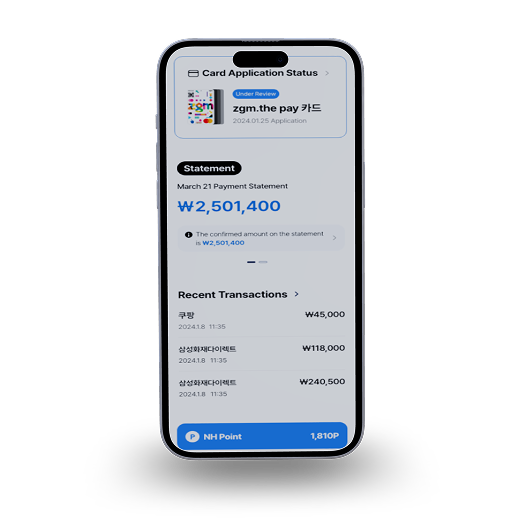 Card Application Status >
Under Review
zgm
zgm.the pay 카드
2024.01.25 Application
Statement
March 21 Payment Statement
₩2,501,400
The confirmed amount on the statement
is ₩2,501,400
Recent Transactions >
쿠팡 ₩45,000
2024.1.8 11:35
삼성화재다이렉트 ₩118,000
2024.1.8 11:35
삼성화재다이렉트 ₩240,500
2024.1.8 11:35
P NH Point 1,810P